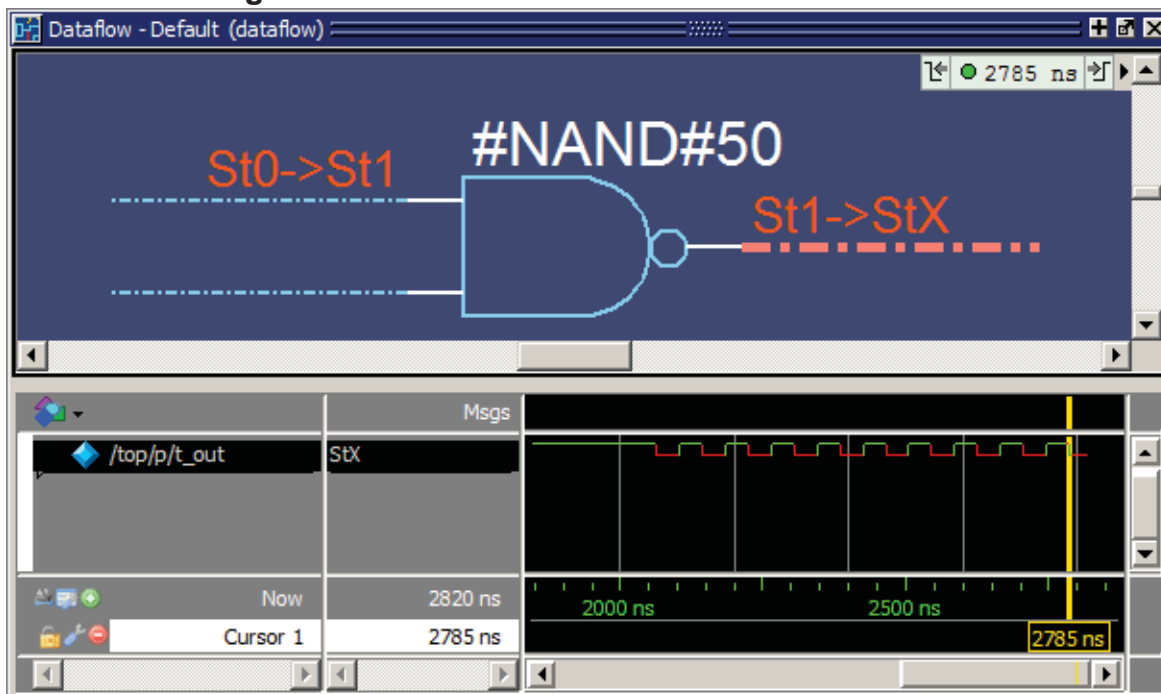 Dataflow - Default (dataflow)
2785 ns
#NAND#50
St0->St1
St1->StX
Msgs
/top/p/t_out StX
Now 2820 ns
2000 ns 2500 ns
Cursor 1 2785 ns
2785 ns